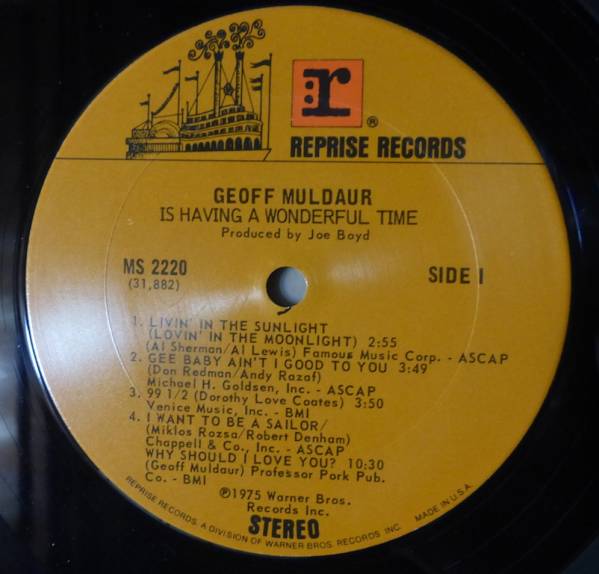 :r
®
REPRISE RECORDS
GEOFF MULDAUR
IS HAVING A WONDERFUL TIME
Produced by Joe Boyd
MS 2220
(31,882)
SIDE 1
1. LIVIN' IN THE SUNLIGHT
(LOVIN' IN THE MOONLIGHT) 2:55
(Al Sherman/Al Lewis) Famous Music Corp. - ASCAP
2. GEE BABY AIN'T I GOOD TO YOU 3:49
(Don Redman/Andy Razaf)
Michael H. Goldsen, Inc. - ASCAP
3. 99 1/2 (Dorothy Love Coates) 3:50
Venice Music, Inc. - BMI
4. I WANT TO BE A SAILOR/
(Miklos Rozsa/Robert Denham)
Chappell & Co., Inc. - ASCAP
WHY SHOULD I LOVE YOU? 10:30
(Geoff Muldaur) Professor Pork Pub.
Co. - BMI
℗1975 Warner Bros.
Records Inc.
STEREO
REPRISE RECORDS, A DIVISION OF WARNER BROS. RECORDS INC. MADE IN U.S.A.